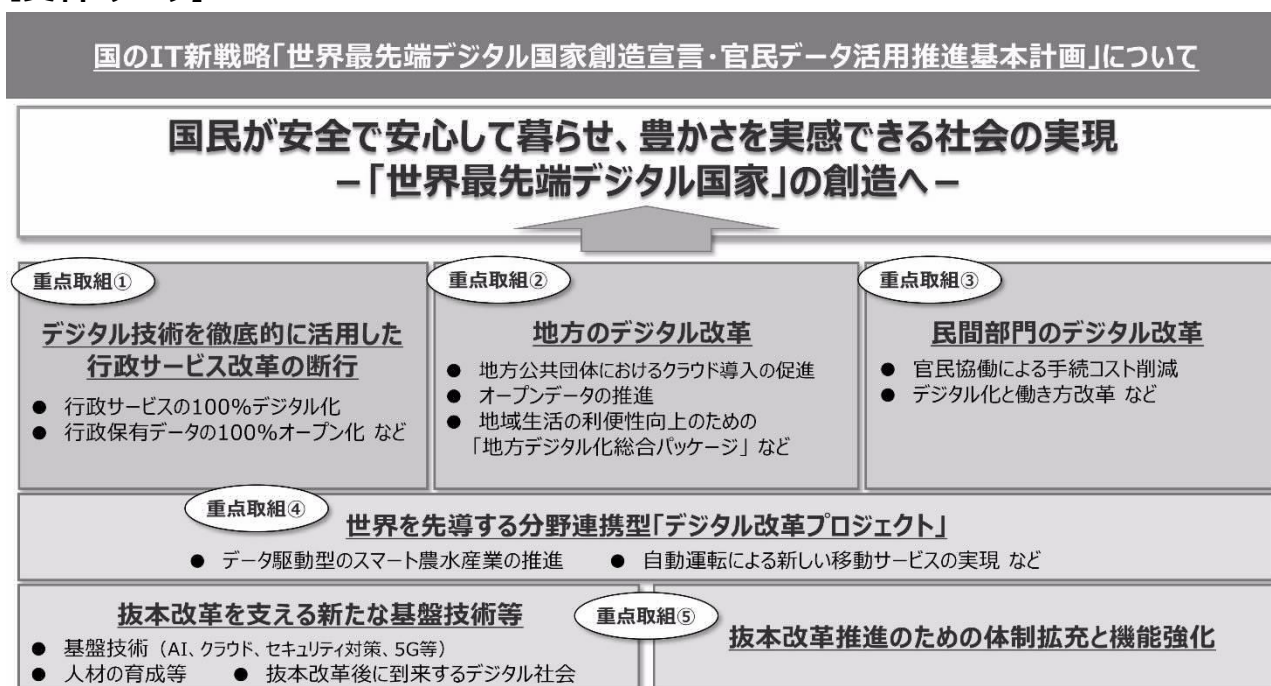 国のIT新戦略「世界最先端デジタル国家創造宣言・官民データ活用推進基本計画」について
国民が安全で安心して暮らせ、豊かさを実感できる社会の実現
－「世界最先端デジタル国家」の創造へ－
重点取組①
デジタル技術を徹底的に活用した
行政サービス改革の断行
● 行政サービスの100%デジタル化
● 行政保有データの100%オープン化 など
重点取組②
地方のデジタル改革
● 地方公共団体におけるクラウド導入の促進
● オープンデータの推進
● 地域生活の利便性向上のための
「地方デジタル化総合パッケージ」 など
重点取組③
民間部門のデジタル改革
● 官民協働による手続コスト削減
● デジタル化と働き方改革 など
重点取組④
世界を先導する分野連携型「デジタル改革プロジェクト」
● データ駆動型のスマート農水産業の推進 ● 自動運転による新しい移動サービスの実現 など
抜本改革を支える新たな基盤技術等
● 基盤技術（AI、クラウド、セキュリティ対策、5G等）
● 人材の育成等 ● 抜本改革後に到来するデジタル社会
重点取組⑤
抜本改革推進のための体制拡充と機能強化